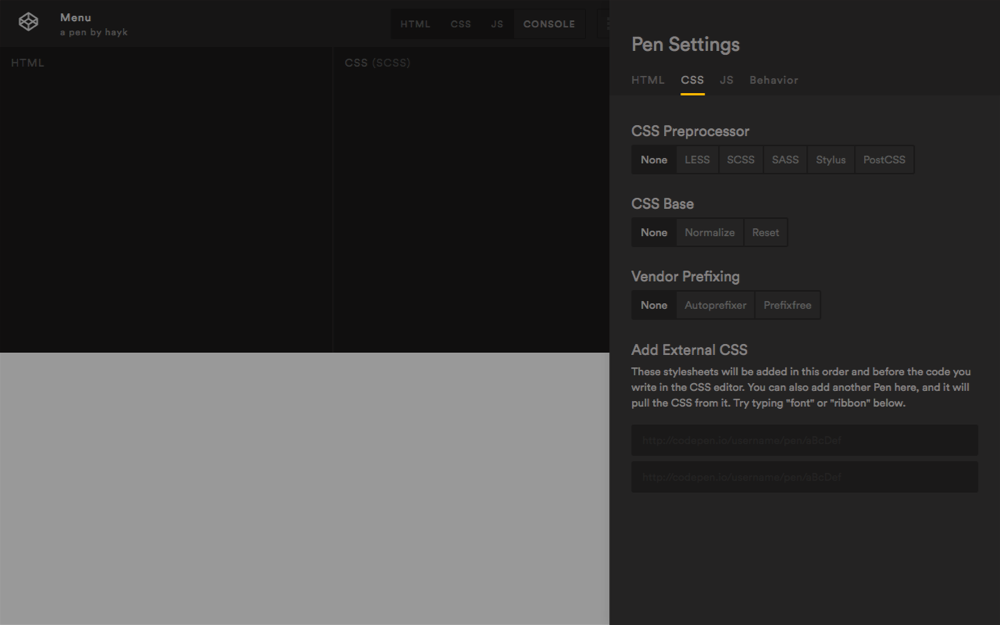 Menu
a pen by hayk
HTML CSS JS CONSOLE
HTML
CSS (SCSS)
Pen Settings
HTML CSS JS Behavior
CSS Preprocessor
None LESS SCSS SASS Stylus PostCSS
CSS Base
None Normalize Reset
Vendor Prefixing
None Autoprefixer Prefixfree
Add External CSS
These stylesheets will be added in this order and before the code you
write in the CSS editor. You can also add another Pen here, and it will
pull the CSS from it. Try typing "font" or "ribbon" below.
http://codepen.io/username/pen/aBcDef
http://codepen.io/username/pen/aBcDef